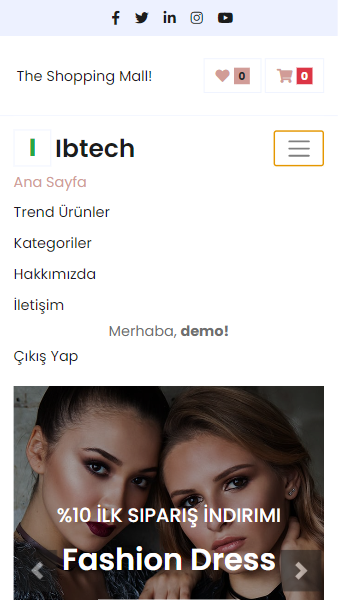 The Shopping Mall!
0
0
I Ibtech
Ana Sayfa
Trend Ürünler
Kategoriler
Hakkımızda
İletişim
Merhaba, demo!
Çıkış Yap
%10 İLK SIPARIŞ İNDIRIMI
Fashion Dress